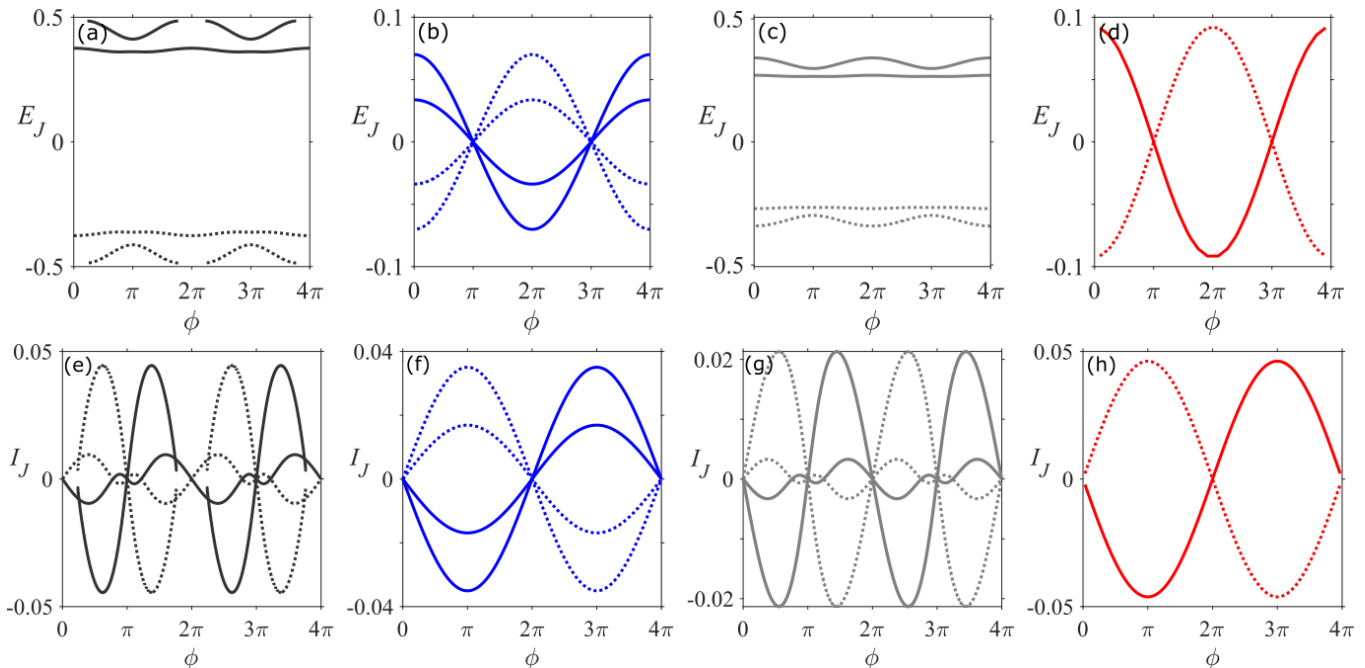 0.5 (a)
E_J 0
-0.5
0 π 2π 3π 4π
ϕ
0.1 (b)
E_J 0
-0.1
0 π 2π 3π 4π
ϕ
0.5 (c)
E_J 0
-0.5
0 π 2π 3π 4π
ϕ
0.1 (d)
E_J 0
-0.1
0 π 2π 3π 4π
ϕ
0.05 (e)
I_J 0
-0.05
0 π 2π 3π 4π
ϕ
0.04 (f)
I_J 0
-0.04
0 π 2π 3π 4π
ϕ
0.02 (g)
I_J 0
-0.02
0 π 2π 3π 4π
ϕ
0.05 (h)
I_J 0
-0.05
0 π 2π 3π 4π
ϕ